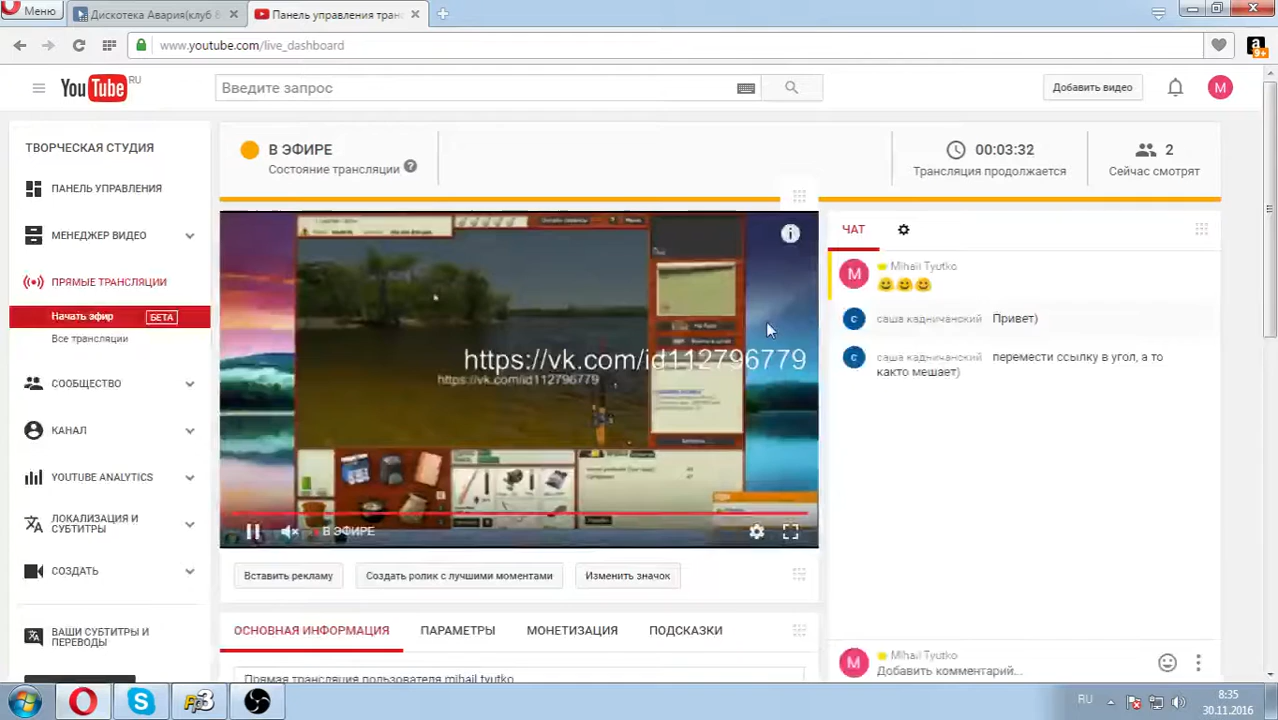 Меню
Дискотека Авария(клуб
Панель управления тран
www.youtube.com/live_dashboard
YouTube RU
Введите запрос
Добавить видео
M
ТВОРЧЕСКАЯ СТУДИЯ
ПАНЕЛЬ УПРАВЛЕНИЯ
МЕНЕДЖЕР ВИДЕО
ПРЯМЫЕ ТРАНСЛЯЦИИ
Начать эфир БЕТА
Все трансляции
СООБЩЕСТВО
КАНАЛ
YOUTUBE ANALYTICS
ЛОКАЛИЗАЦИЯ И
СУБТИТРЫ
СОЗДАТЬ
ВАШИ СУБТИТРЫ И
ПЕРЕВОДЫ
В ЭФИРЕ
Состояние трансляции
00:03:32
Трансляция продолжается
2
Сейчас смотрят
https://vk.com/id112796779
https://vk.com/id112796779
В ЭФИРЕ
ЧАТ
M Mihail Tyutko
с саша кадничанский Привет)
с саша кадничанский перемести ссылку в угол, а то
както мешает)
Вставить рекламу
Создать ролик с лучшими моментами
Изменить значок
ОСНОВНАЯ ИНФОРМАЦИЯ
ПАРАМЕТРЫ
МОНЕТИЗАЦИЯ
ПОДСКАЗКИ
Прямая трансляция пользователя mihail tyutko
M Mihail Tyutko
Добавить комментарий...
RU
8:35
30.11.2016